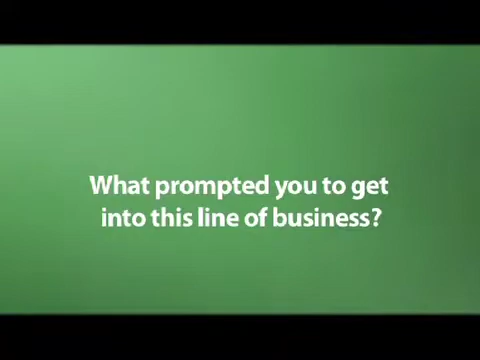 What prompted you to get
into this line of business?